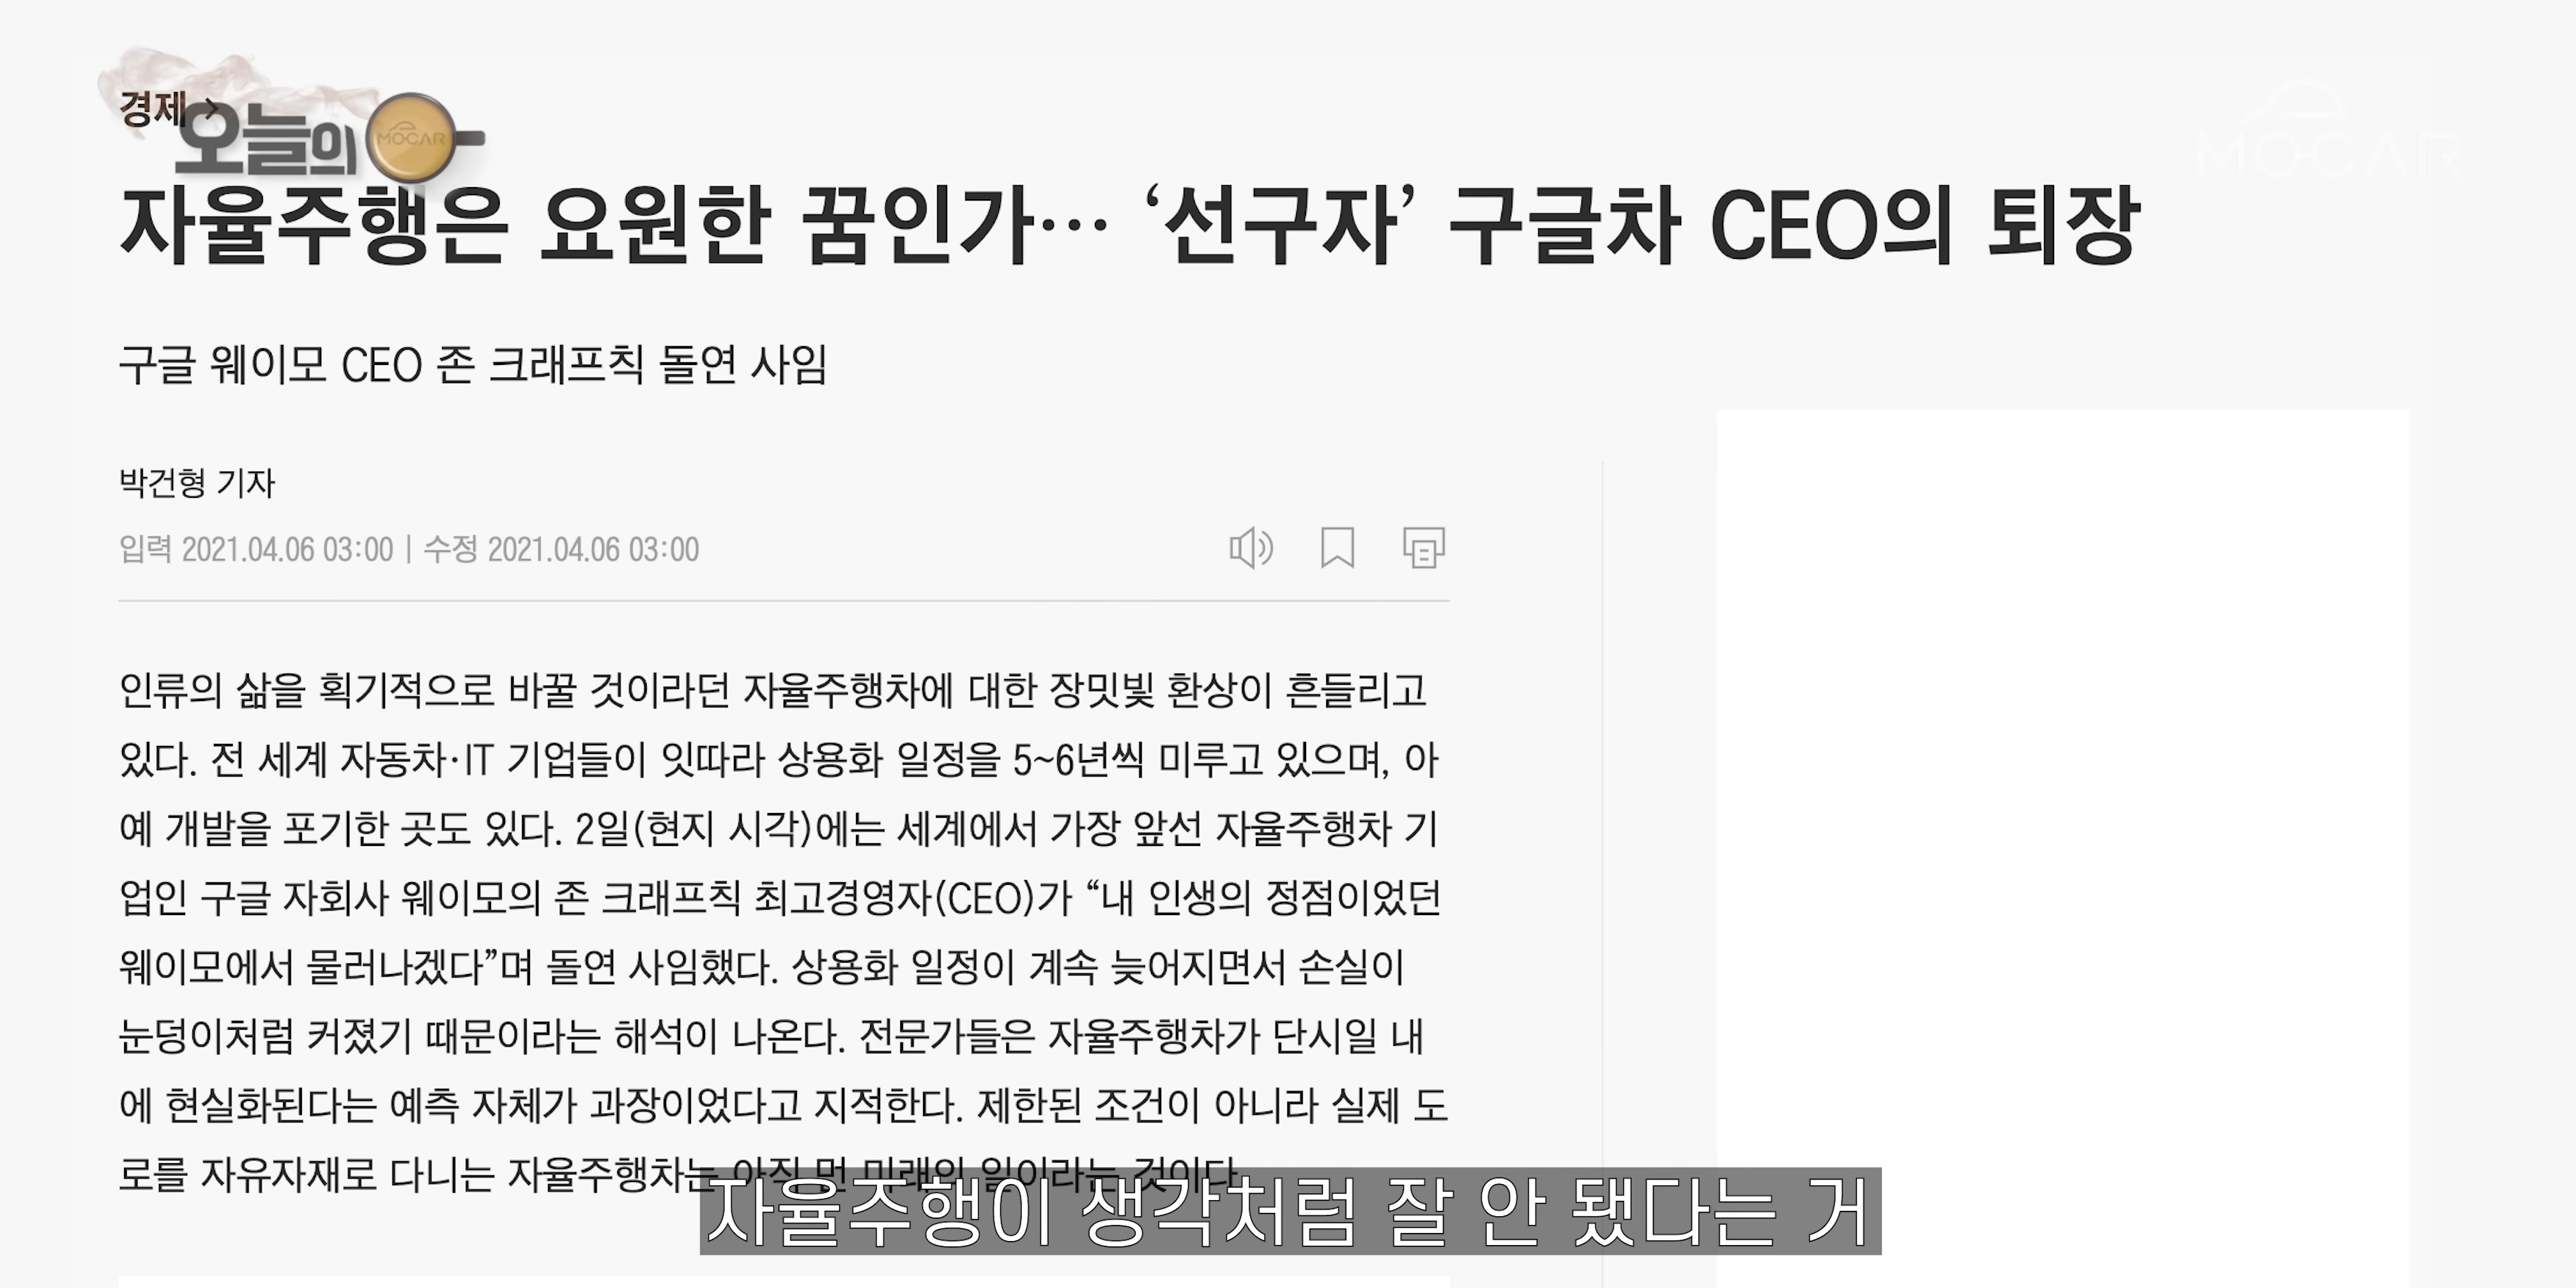 경제 >
오늘의
MOCAR
MOCAR
자율주행은 요원한 꿈인가… ‘선구자’ 구글차 CEO의 퇴장
구글 웨이모 CEO 존 크래프칙 돌연 사임
박건형 기자
입력 2021.04.06 03:00 | 수정 2021.04.06 03:00
인류의 삶을 획기적으로 바꿀 것이라던 자율주행차에 대한 장밋빛 환상이 흔들리고
있다. 전 세계 자동차·IT 기업들이 잇따라 상용화 일정을 5~6년씩 미루고 있으며, 아
예 개발을 포기한 곳도 있다. 2일(현지 시각)에는 세계에서 가장 앞선 자율주행차 기
업인 구글 자회사 웨이모의 존 크래프칙 최고경영자(CEO)가 “내 인생의 정점이었던
웨이모에서 물러나겠다”며 돌연 사임했다. 상용화 일정이 계속 늦어지면서 손실이
눈덩이처럼 커졌기 때문이라는 해석이 나온다. 전문가들은 자율주행차가 단시일 내
에 현실화된다는 예측 자체가 과장이었다고 지적한다. 제한된 조건이 아니라 실제 도
로를 자유자재로 다니는 자율주행차는 아직 먼 미래의 일이라는 것이다.
자율주행이 생각처럼 잘 안 됐다는 거